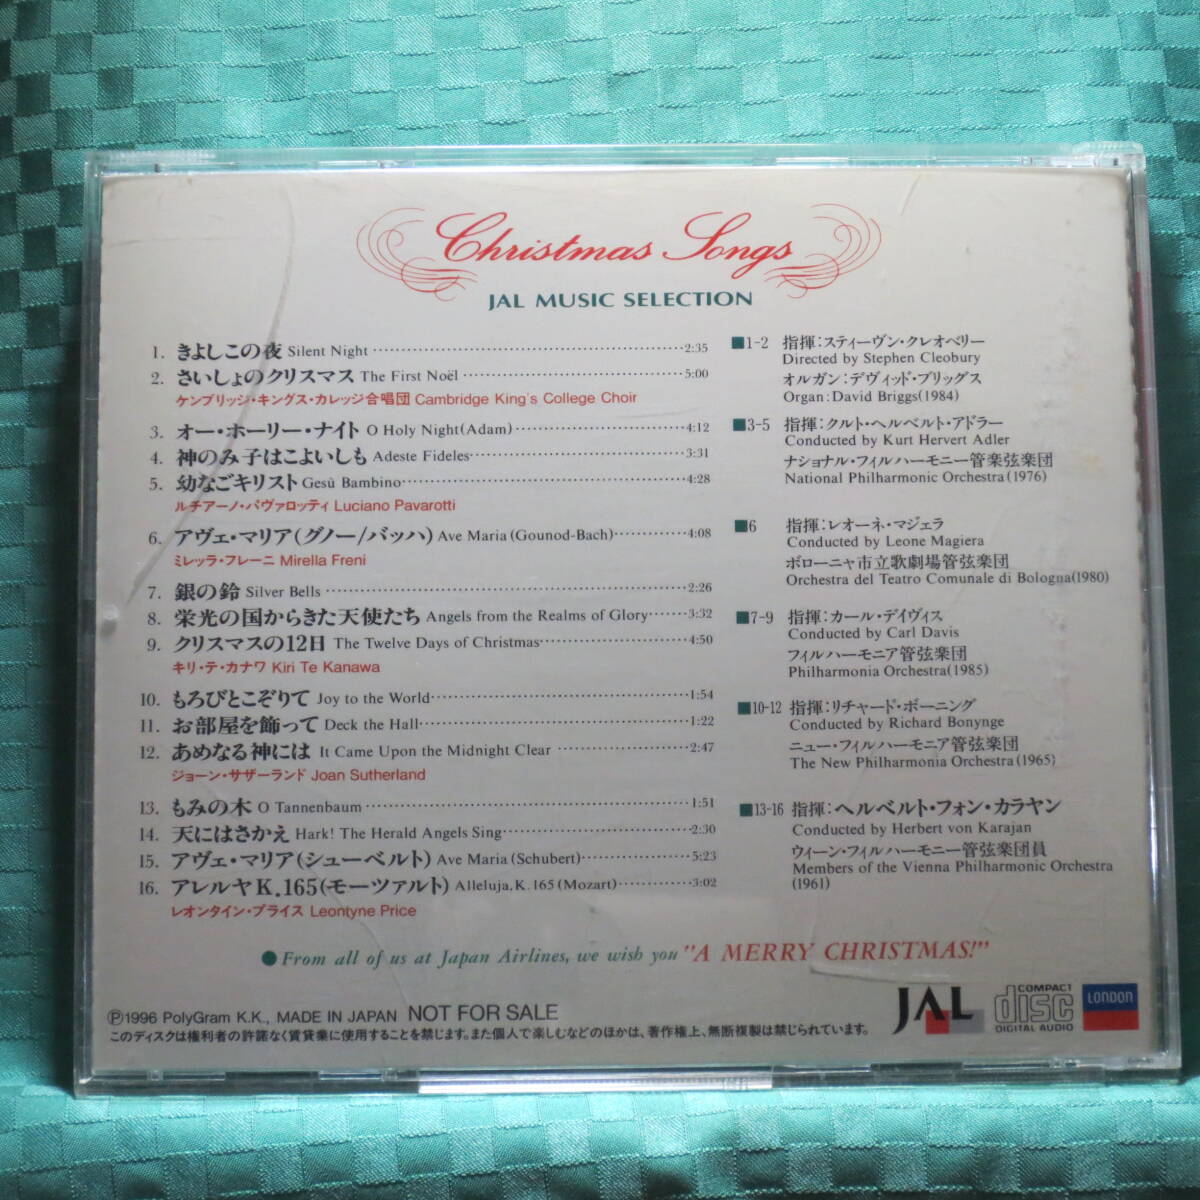 Christmas Songs
JAL MUSIC SELECTION
1. きよしこの夜 Silent Night 2:35
2. さいしょのクリスマス The First Noël 5:00
ケンブリッジ・キングス・カレッジ合唱団 Cambridge King's College Choir
3. オー・ホーリー・ナイト O Holy Night(Adam) 4:12
4. 神のみ子はこよいしも Adeste Fideles 3:31
5. 幼なごキリスト Gesù Bambino 4:28
ルチアーノ・パヴァロッティ Luciano Pavarotti
6. アヴェ・マリア(グノー/バッハ) Ave Maria(Gounod-Bach) 4:08
ミレッラ・フレーニ Mirella Freni
7. 銀の鈴 Silver Bells 2:26
8. 栄光の国からきた天使たち Angels from the Realms of Glory 3:32
9. クリスマスの12日 The Twelve Days of Christmas 4:50
キリ・テ・カナワ Kiri Te Kanawa
10. もろびとこぞりて Joy to the World 1:54
11. お部屋を飾って Deck the Hall 1:22
12. あめなる神には It Came Upon the Midnight Clear 2:47
ジョーン・サザーランド Joan Sutherland
13. もみの木 O Tannenbaum 1:51
14. 天にはさかえ Hark! The Herald Angels Sing 2:30
15. アヴェ・マリア(シューベルト) Ave Maria(Schubert) 5:23
16. アレルヤK.165(モーツァルト) Alleluja, K. 165(Mozart) 3:02
レオンタイン・プライス Leontyne Price
■1-2 指揮:スティーヴン・クレオベリー
Directed by Stephen Cleobury
オルガン:デヴィッド・ブリッグス
Organ: David Briggs(1984)
■3-5 指揮:クルト・ヘルベルト・アドラー
Conducted by Kurt Hervert Adler
ナショナル・フィルハーモニー管楽弦楽団
National Philharmonic Orchestra(1976)
■6 指揮:レオーネ・マジェラ
Conducted by Leone Magiera
ボローニャ市立歌劇場管弦楽団
Orchestra del Teatro Comunale di Bologna(1980)
■7-9 指揮:カール・デイヴィス
Conducted by Carl Davis
フィルハーモニア管弦楽団
Philharmonia Orchestra(1985)
■10-12 指揮:リチャード・ボーニング
Conducted by Richard Bonynge
ニュー・フィルハーモニア管弦楽団
The New Philharmonia Orchestra(1965)
■13-16 指揮:ヘルベルト・フォン・カラヤン
Conducted by Herbert von Karajan
ウィーン・フィルハーモニー管弦楽団員
Members of the Vienna Philharmonic Orchestra
(1961)
●From all of us at Japan Airlines, we wish you "A MERRY CHRISTMAS!"
℗1996 PolyGram K.K., MADE IN JAPAN NOT FOR SALE
このディスクは権利者の許諾なく賃貸業に使用することを禁じます。また個人で楽しむなどのほかは、著作権上、無断複製は禁じられています。
JAL
COMPACT
disc
DIGITAL AUDIO
LONDON